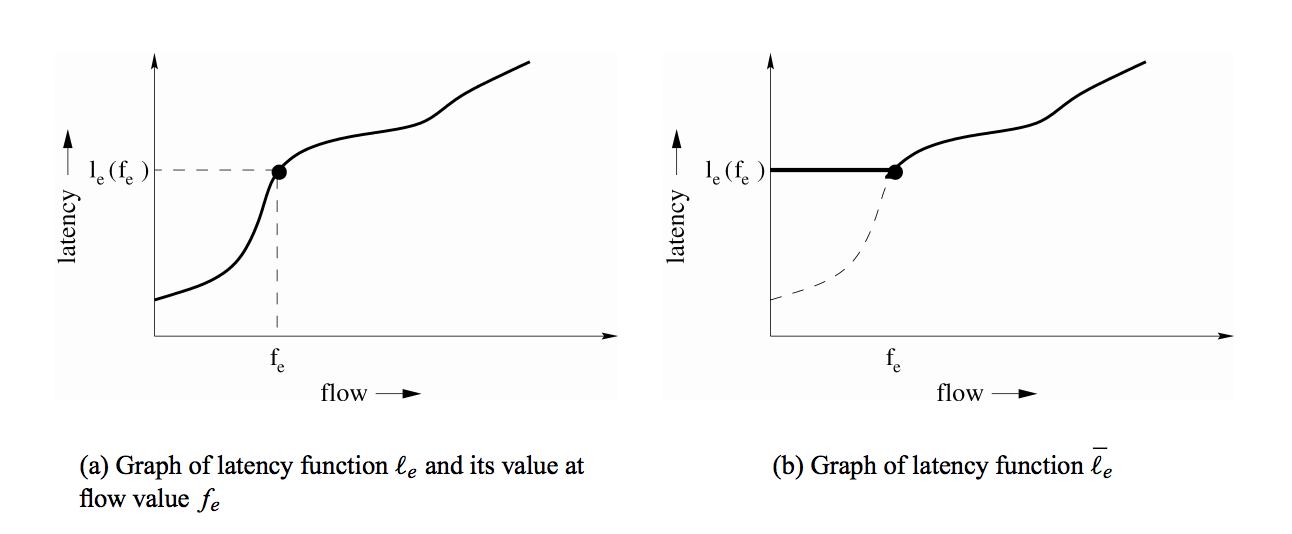 latency
l_e(f_e)
f_e
flow
(a) Graph of latency function ℓ_e and its value at
flow value f_e
latency
l_e(f_e)
f_e
flow
(b) Graph of latency function ℓ̄_e